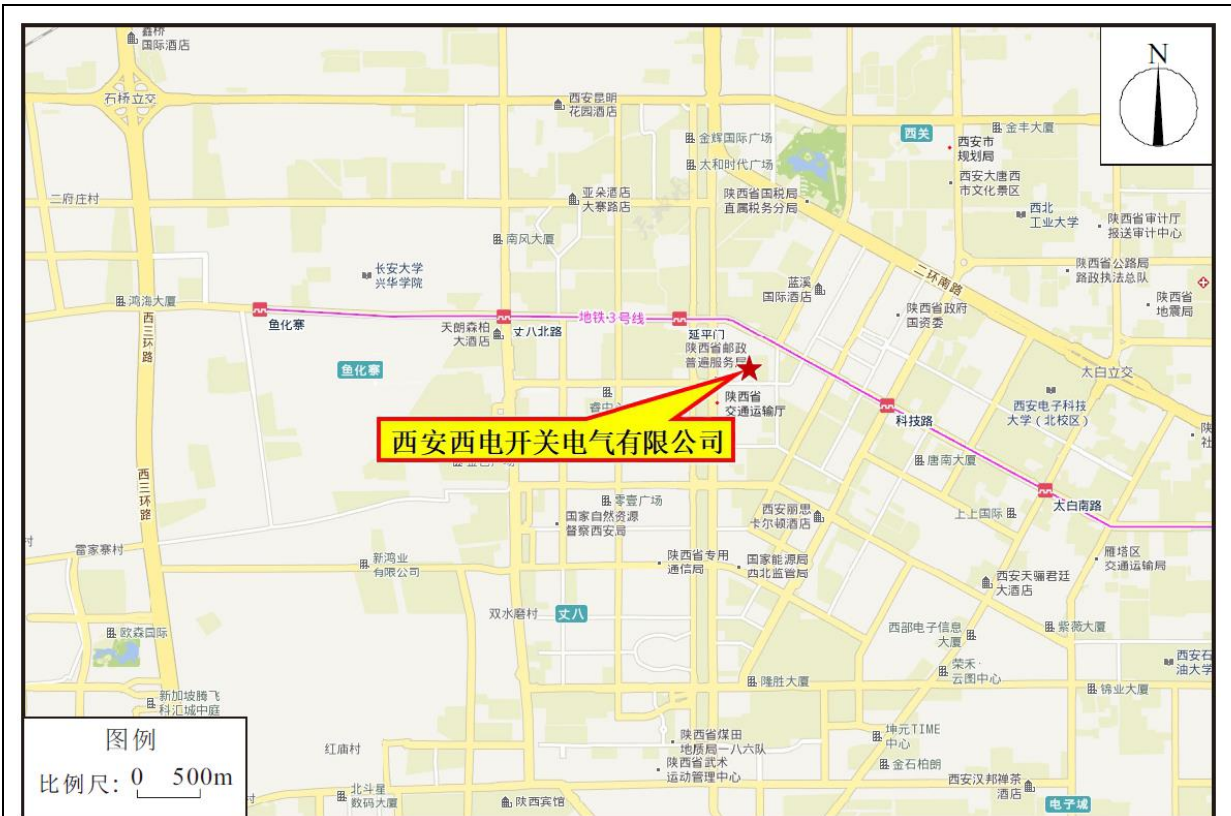 鑫桥
国际酒店
N
石桥立交
西安昆明
花园酒店
金辉国际广场
西关
金丰大厦
西安市
规划局
太和时代广场
西安大唐西
市文化景区
二府庄村
亚朵酒店
大寨路店
陕西省国税局
直属税务分局
西北
工业大学
陕西省审计厅
报送审计中心
南风大厦
长安大学
兴华学院
二环南路
陕西省公路局
路政执法总队
蓝溪
国际酒店
陕西省
地震局
鸿海大厦
陕西省政府
国资委
西三环路
鱼化寨
天朗森柏
大酒店
丈八北路
地铁3号线
延平门
陕西省邮政
普遍服务局
鱼化寨
太白立交
陕西省
交通运输厅
科技路
西安电子科技
大学(北校区)
西安西电开关电气有限公司
唐南大厦
西三环路
零壹广场
国家自然资源
督察西安局
西安丽思
卡尔顿酒店
上上国际
太白南路
雷家寨村
新鸿业
有限公司
陕西省专用
通信局
国家能源局
西北监管局
雁塔区
交通运输局
西安天骊君廷
大酒店
双水磨村
丈八
欧森国际
西部电子信息
大厦
紫薇大厦
西安石
油大学
荣禾·
云图中心
新加坡腾飞
科汇城中庭
隆胜大厦
锦业大厦
图例
红庙村
陕西省煤田
地质局一八六队
坤元TIME
中心
比例尺: 0 500m
陕西省武术
运动管理中心
金石柏朗
北斗星
数码大厦
陕西宾馆
西安汉邦禅茶
酒店
电子城